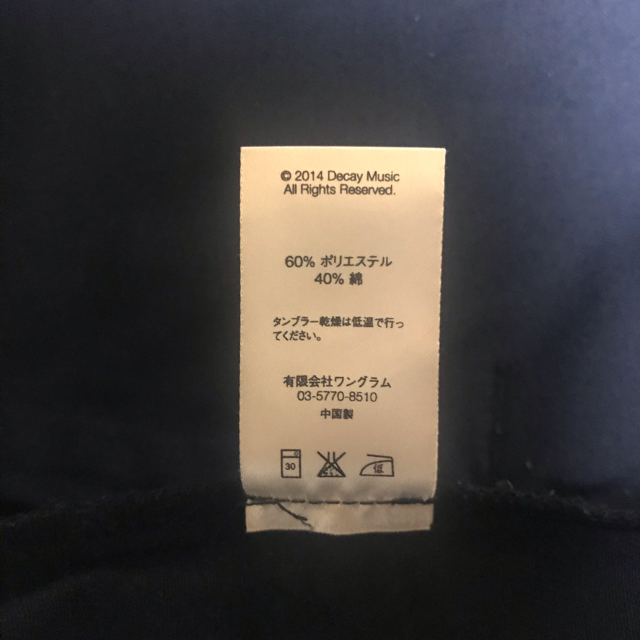 © 2014 Decay Music
All Rights Reserved.
60% ポリエステル
40% 綿
タンブラー乾燥は低温で行っ
てください。
有限会社ワングラム
03-5770-8510
中国製
30 低